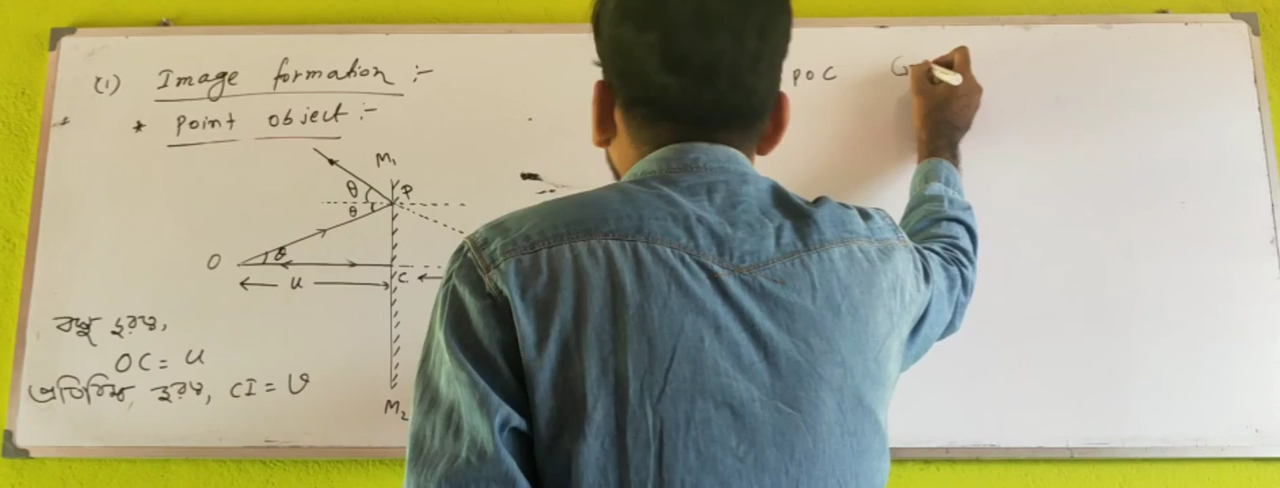 (1) Image formation :-
* Point object :-
POC
M₁
θ
P
θ
O
θ
C
u
বস্তু দূরত্ব,
OC = u
প্রতিবিম্ব দূরত্ব, CI = v
M₂